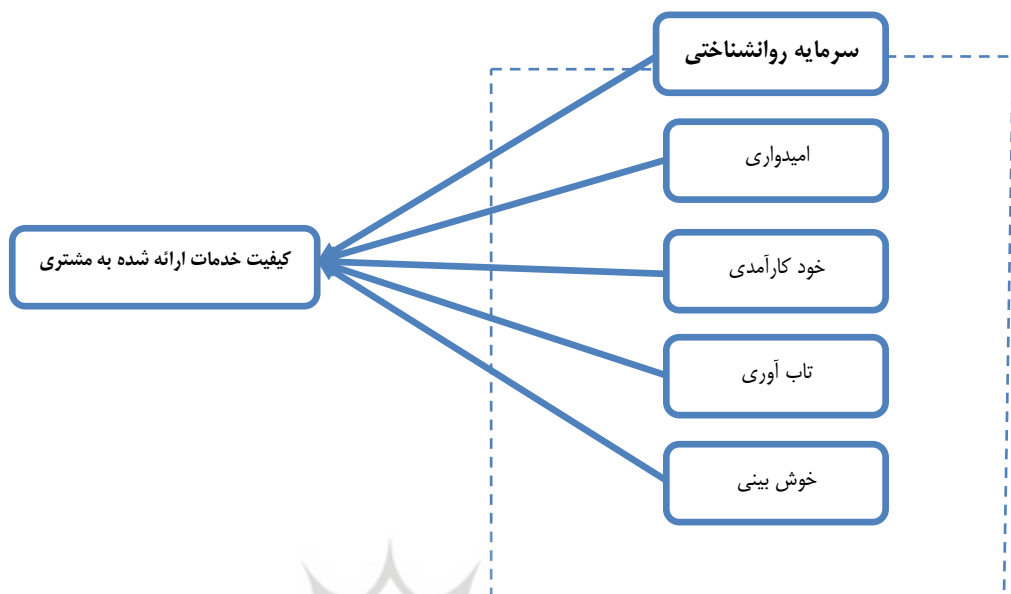 سرمایه روانشناختی
امیدواری
کیفیت خدمات ارائه شده به مشتری
خود کارآمدی
تاب آوری
خوش بینی